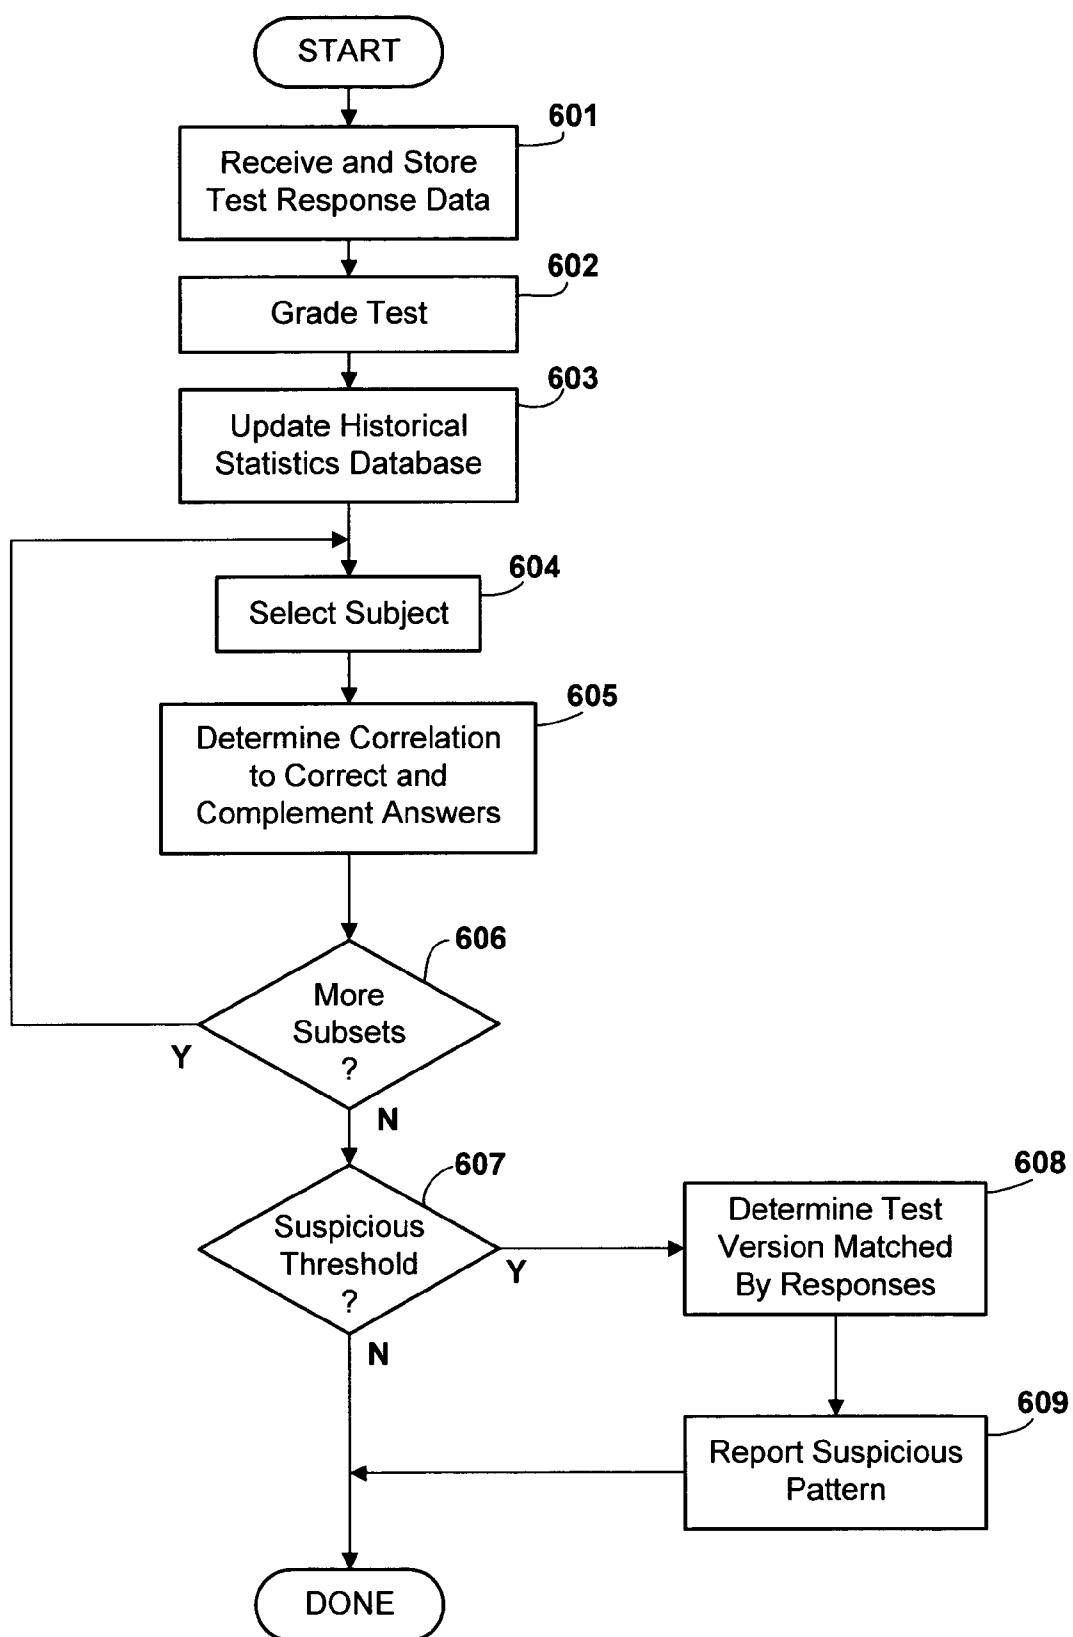 START
601
Receive and Store
Test Response Data
602
Grade Test
603
Update Historical
Statistics Database
604
Select Subject
605
Determine Correlation
to Correct and
Complement Answers
606
More
Subsets
?
Y
N
607
Suspicious
Threshold
?
Y
N
608
Determine Test
Version Matched
By Responses
609
Report Suspicious
Pattern
DONE